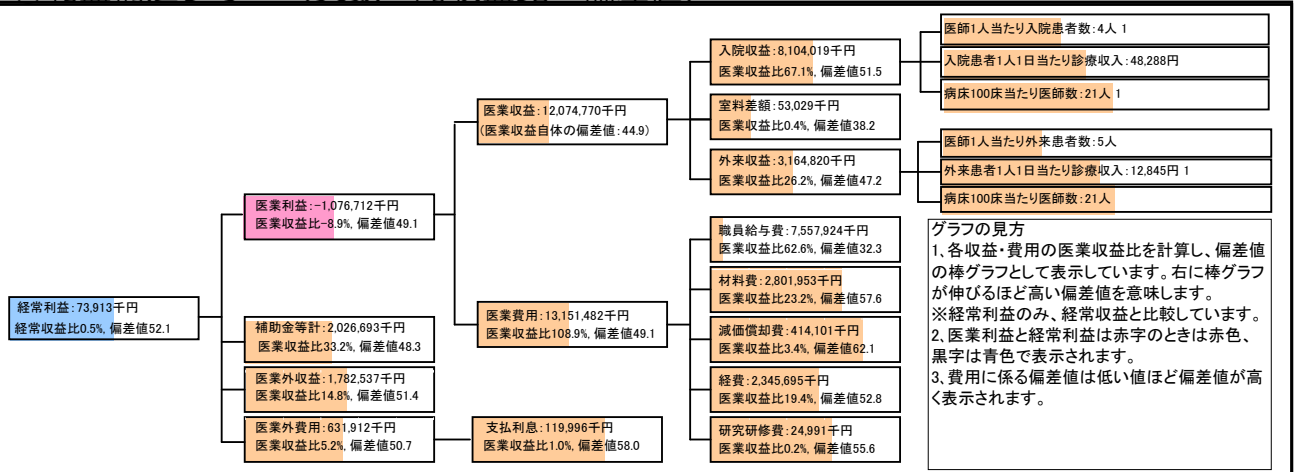 経常利益:73,913千円
経常収益比0.5%, 偏差値52.1
医業利益:-1,076,712千円
医業収益比-8.9%, 偏差値49.1
補助金等計:2,026,693千円
医業収益比33.2%, 偏差値48.3
医業外収益:1,782,537千円
医業収益比14.8%, 偏差値51.4
医業外費用:631,912千円
医業収益比5.2%, 偏差値50.7
支払利息:119,996千円
医業収益比1.0%, 偏差値58.0
医業収益:12,074,770千円
(医業収益自体の偏差値:44.9)
医業費用:13,151,482千円
医業収益比108.9%, 偏差値49.1
入院収益:8,104,019千円
医業収益比67.1%, 偏差値51.5
室料差額:53,029千円
医業収益比0.4%, 偏差値38.2
外来収益:3,164,820千円
医業収益比26.2%, 偏差値47.2
職員給与費:7,557,924千円
医業収益比62.6%, 偏差値32.3
材料費:2,801,953千円
医業収益比23.2%, 偏差値57.6
減価償却費:414,101千円
医業収益比3.4%, 偏差値62.1
経費:2,345,695千円
医業収益比19.4%, 偏差値52.8
研究研修費:24,991千円
医業収益比0.2%, 偏差値55.6
医師1人当たり入院患者数:4人 1
入院患者1人1日当たり診療収入:48,288円
病床100床当たり医師数:21人 1
医師1人当たり外来患者数:5人
外来患者1人1日当たり診療収入:12,845円 1
病床100床当たり医師数:21人
グラフの見方
1、各収益・費用の医業収益比を計算し、偏差値
の棒グラフとして表示しています。右に棒グラフ
が伸びるほど高い偏差値を意味します。
※経常利益のみ、経常収益と比較しています。
2、医業利益と経常利益は赤字のときは赤色、
黒字は青色で表示されます。
3、費用に係る偏差値は低い値ほど偏差値が高
く表示されます。